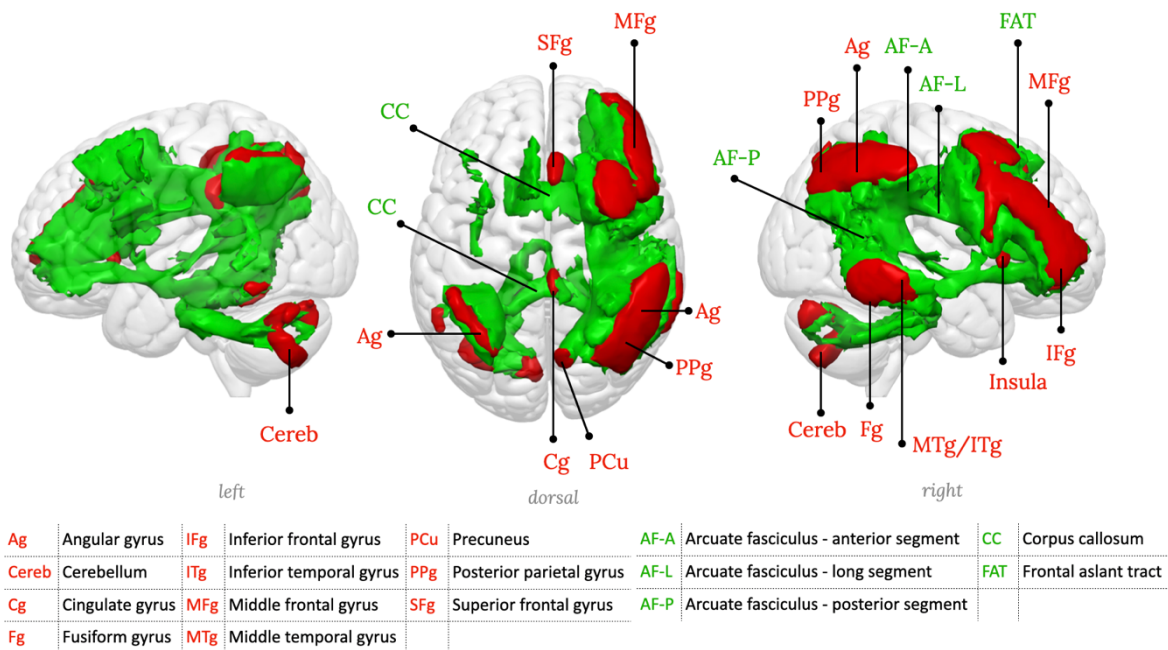 MFg
SFg
FAT
Ag
AF-A
AF-L
MFg
PPg
CC
AF-P
CC
Ag
Ag
PPg
IFg
Insula
Cereb
Cereb
Fg
MTg/ITg
Cg
PCu
left
dorsal
right
Ag Angular gyrus IFg Inferior frontal gyrus PCu Precuneus AF-A Arcuate fasciculus - anterior segment CC Corpus callosum
Cereb Cerebellum ITg Inferior temporal gyrus PPg Posterior parietal gyrus AF-L Arcuate fasciculus - long segment FAT Frontal aslant tract
Cg Cingulate gyrus MFg Middle frontal gyrus SFg Superior frontal gyrus AF-P Arcuate fasciculus - posterior segment
Fg Fusiform gyrus MTg Middle temporal gyrus